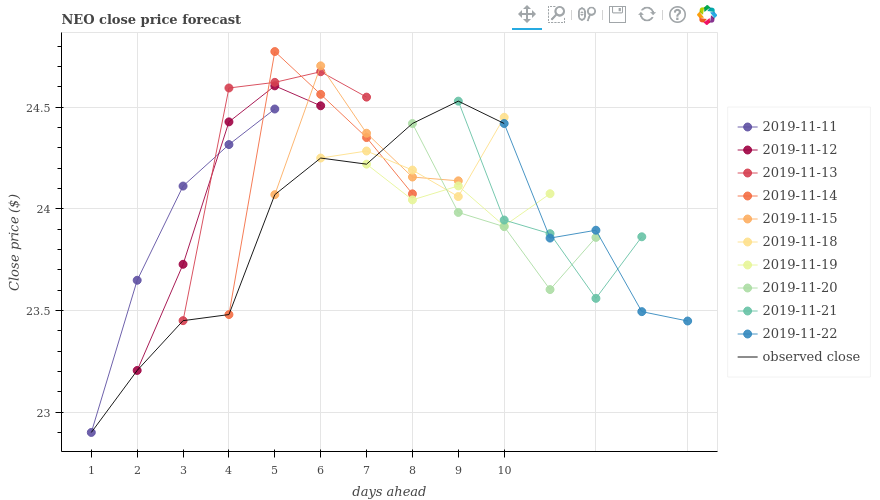 NEO close price forecast
Close price ($)
24.5
24
23.5
23
1 2 3 4 5 6 7 8 9 10
days ahead
2019-11-11
2019-11-12
2019-11-13
2019-11-14
2019-11-15
2019-11-18
2019-11-19
2019-11-20
2019-11-21
2019-11-22
observed close